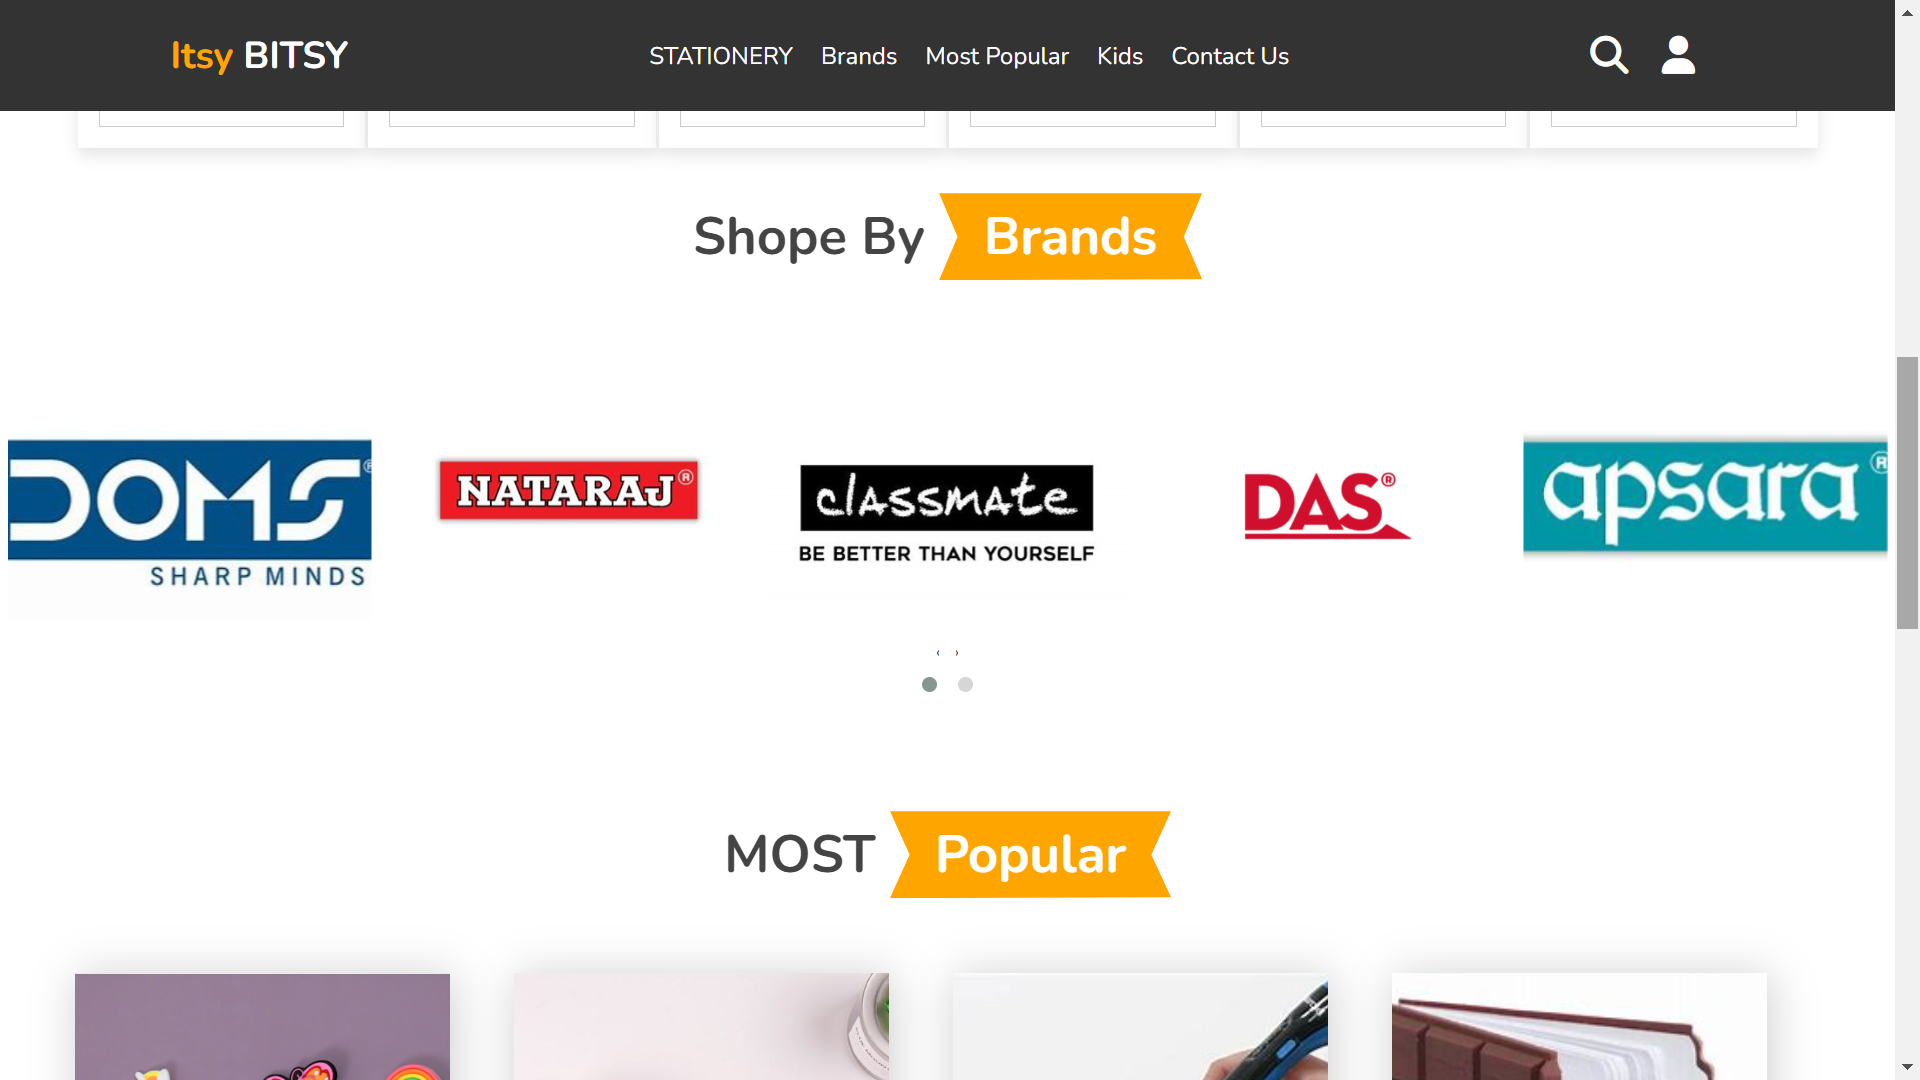 Itsy BITSY
STATIONERY Brands Most Popular Kids Contact Us
Shope By Brands
DOMS®
SHARP MINDS
NATARAJ®
classmate
BE BETTER THAN YOURSELF
DAS®
apsara®
‹ ›
MOST Popular